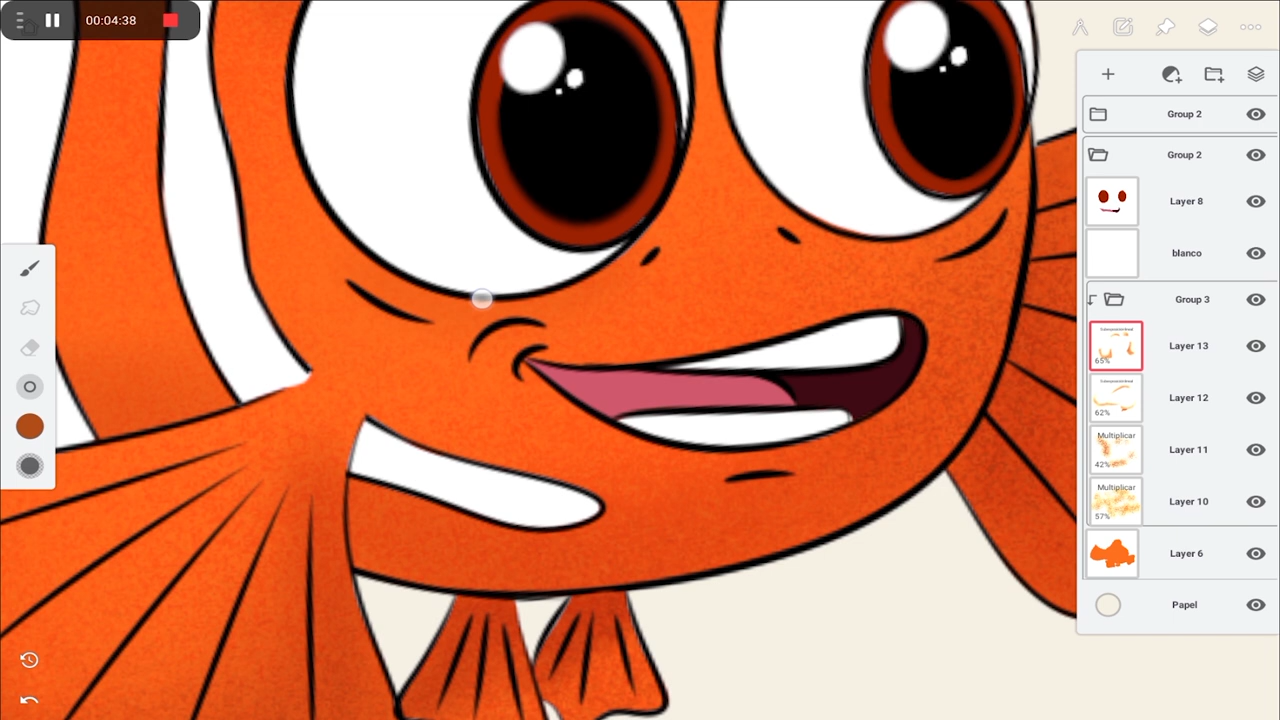 00:04:38
Group 2
Group 2
Layer 8
blanco
Group 3
Layer 13
65%
Layer 12
62%
Multiplicar
Layer 11
42%
Multiplicar
Layer 10
57%
Layer 6
Papel